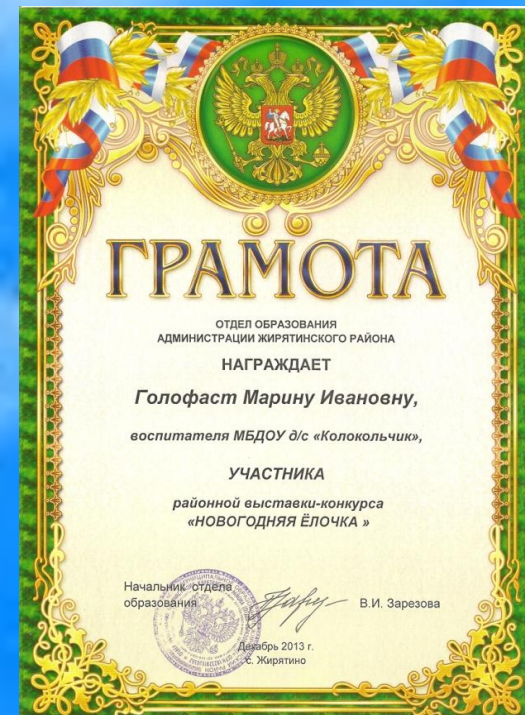 ГРАМОТА
ОТДЕЛ ОБРАЗОВАНИЯ
АДМИНИСТРАЦИИ ЖИРЯТИНСКОГО РАЙОНА
НАГРАЖДАЕТ
Голофаст Марину Ивановну,
воспитателя МБДОУ д/с «Колокольчик»,
УЧАСТНИКА
районной выставки-конкурса
«НОВОГОДНЯЯ ЁЛОЧКА »
Начальник отдела
образования В.И. Зарезова
Декабрь 2013 г.
с. Жирятино